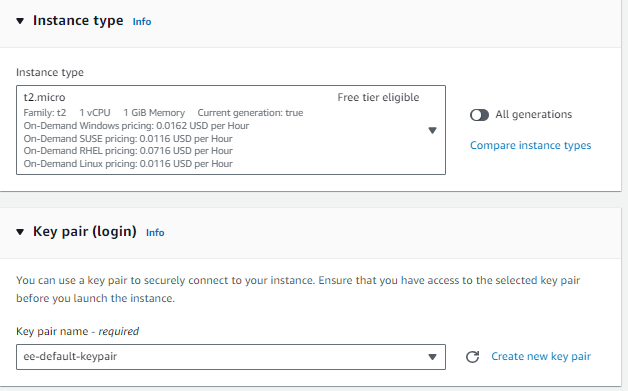 Instance type Info
Instance type
t2.micro Free tier eligible
Family: t2 1 vCPU 1 GiB Memory Current generation: true
On-Demand Windows pricing: 0.0162 USD per Hour
On-Demand SUSE pricing: 0.0116 USD per Hour
On-Demand RHEL pricing: 0.0716 USD per Hour
On-Demand Linux pricing: 0.0116 USD per Hour
All generations
Compare instance types
Key pair (login) Info
You can use a key pair to securely connect to your instance. Ensure that you have access to the selected key pair
before you launch the instance.
Key pair name - required
ee-default-keypair
Create new key pair